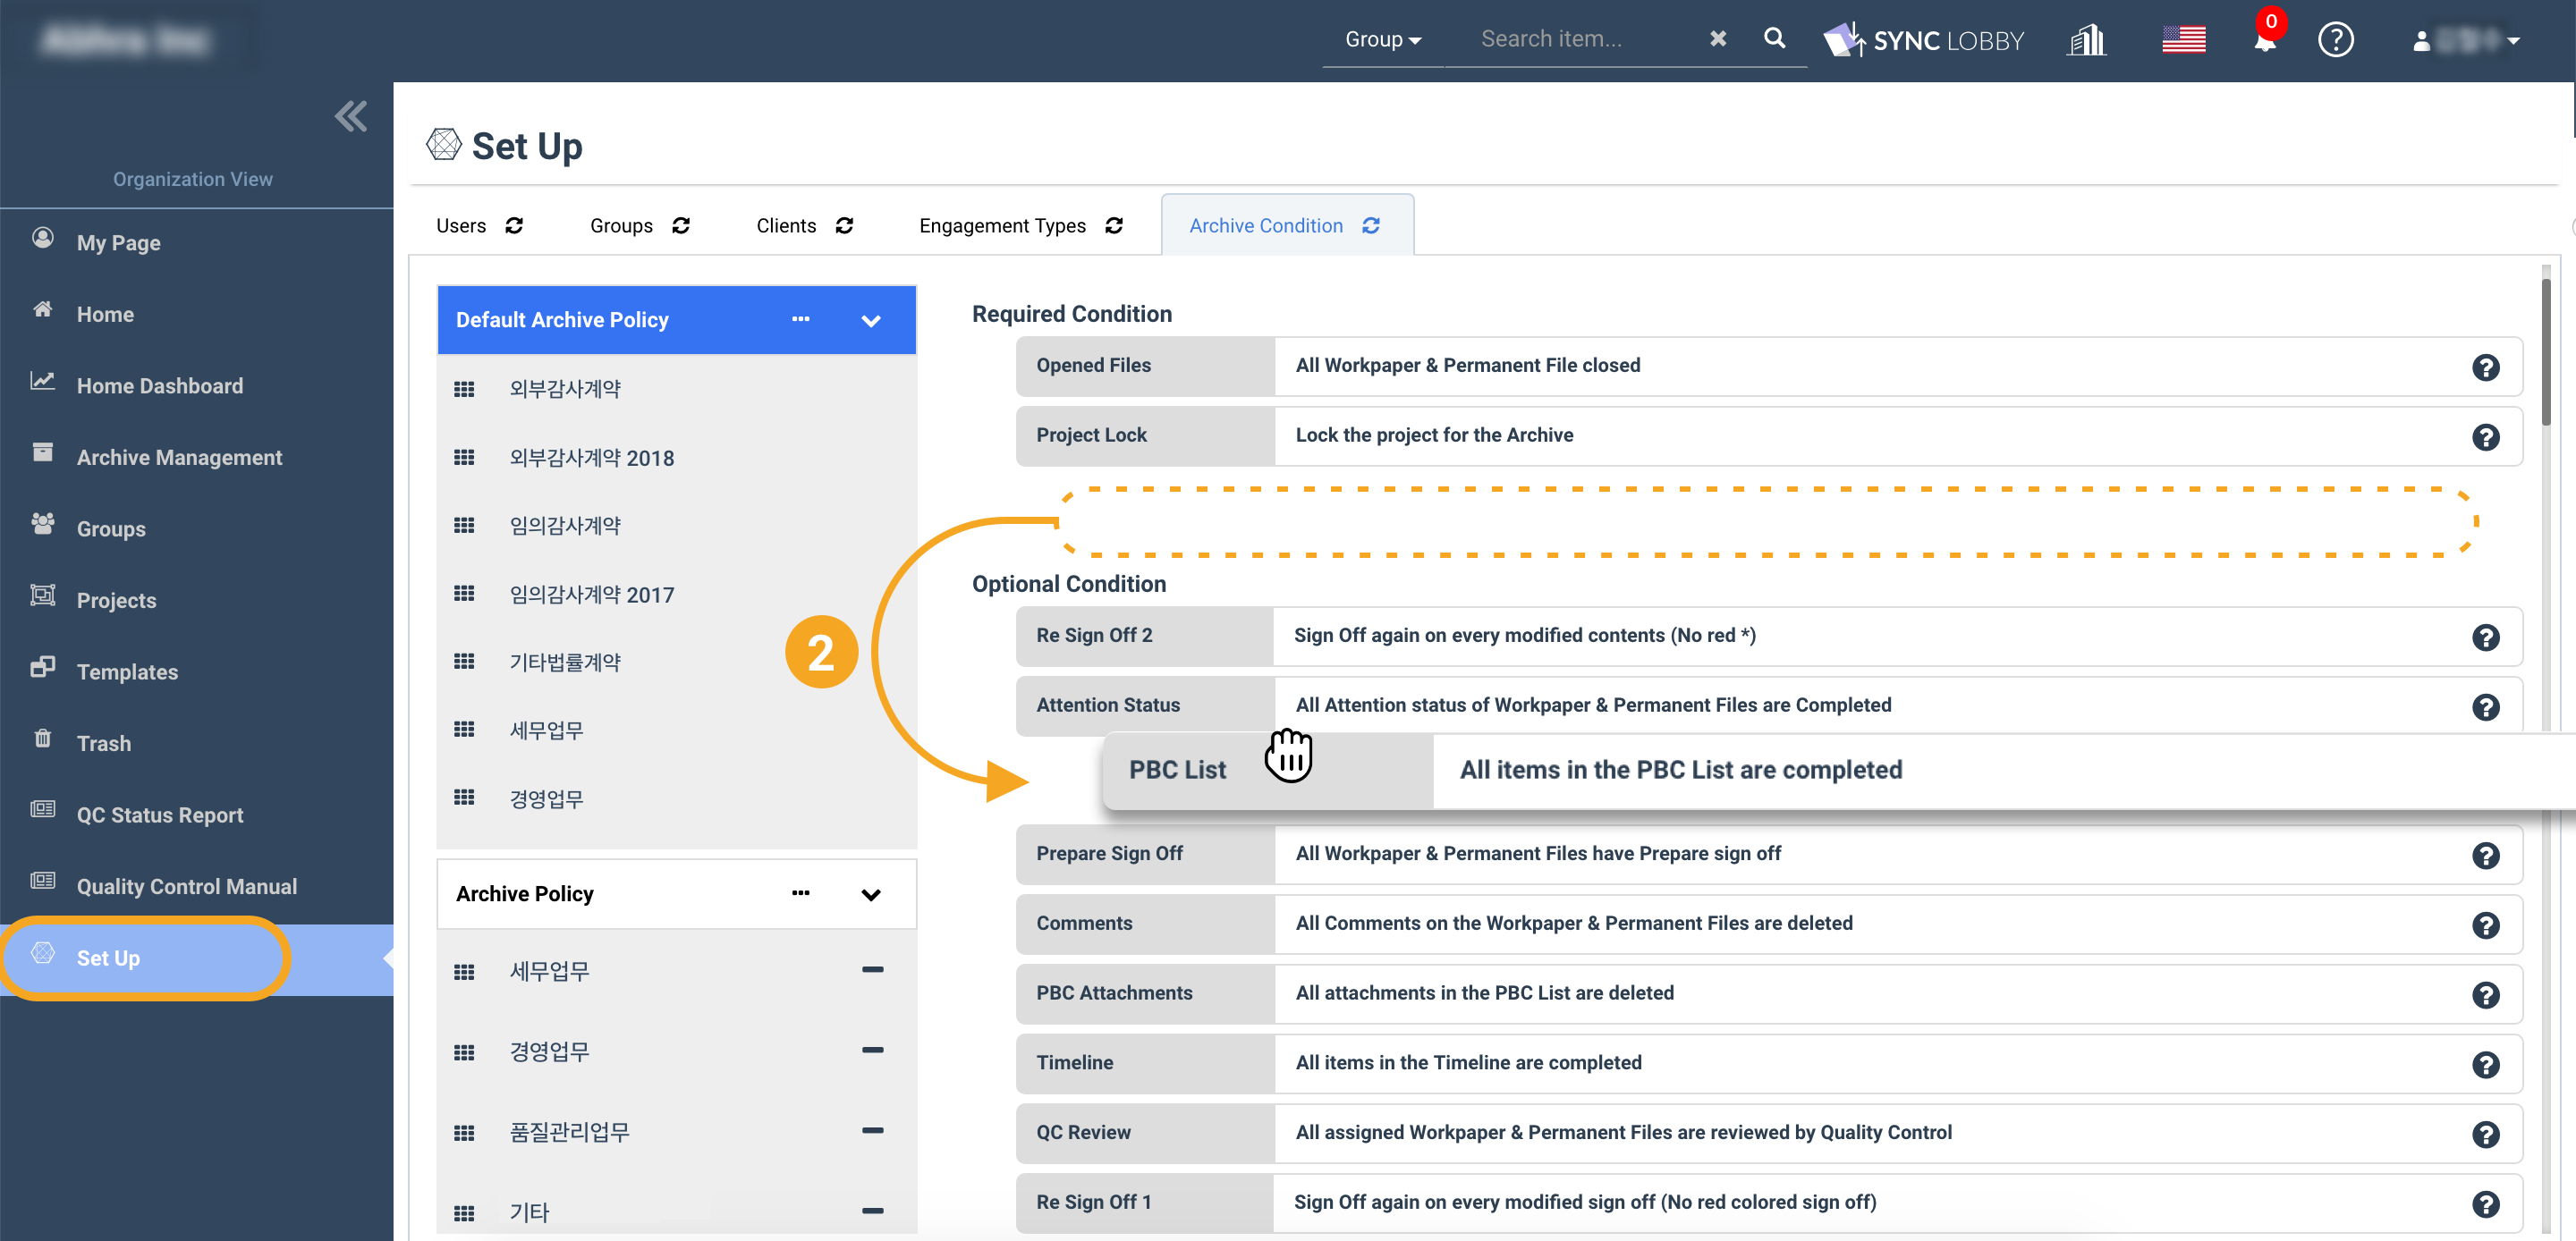 Group
Search item...
SYNC LOBBY
0
?
Organization View
My Page
Home
Home Dashboard
Archive Management
Groups
Projects
Templates
Trash
QC Status Report
Quality Control Manual
Set Up
Set Up
Users
Groups
Clients
Engagement Types
Archive Condition
Default Archive Policy
외부감사계약
외부감사계약 2018
임의감사계약
임의감사계약 2017
기타법률계약
세무업무
경영업무
Archive Policy
세무업무
경영업무
품질관리업무
기타
2
Required Condition
Opened Files All Workpaper & Permanent File closed ?
Project Lock Lock the project for the Archive ?
Optional Condition
Re Sign Off 2 Sign Off again on every modified contents (No red *) ?
Attention Status All Attention status of Workpaper & Permanent Files are Completed ?
PBC List All items in the PBC List are completed
Prepare Sign Off All Workpaper & Permanent Files have Prepare sign off ?
Comments All Comments on the Workpaper & Permanent Files are deleted ?
PBC Attachments All attachments in the PBC List are deleted ?
Timeline All items in the Timeline are completed ?
QC Review All assigned Workpaper & Permanent Files are reviewed by Quality Control ?
Re Sign Off 1 Sign Off again on every modified sign off (No red colored sign off) ?